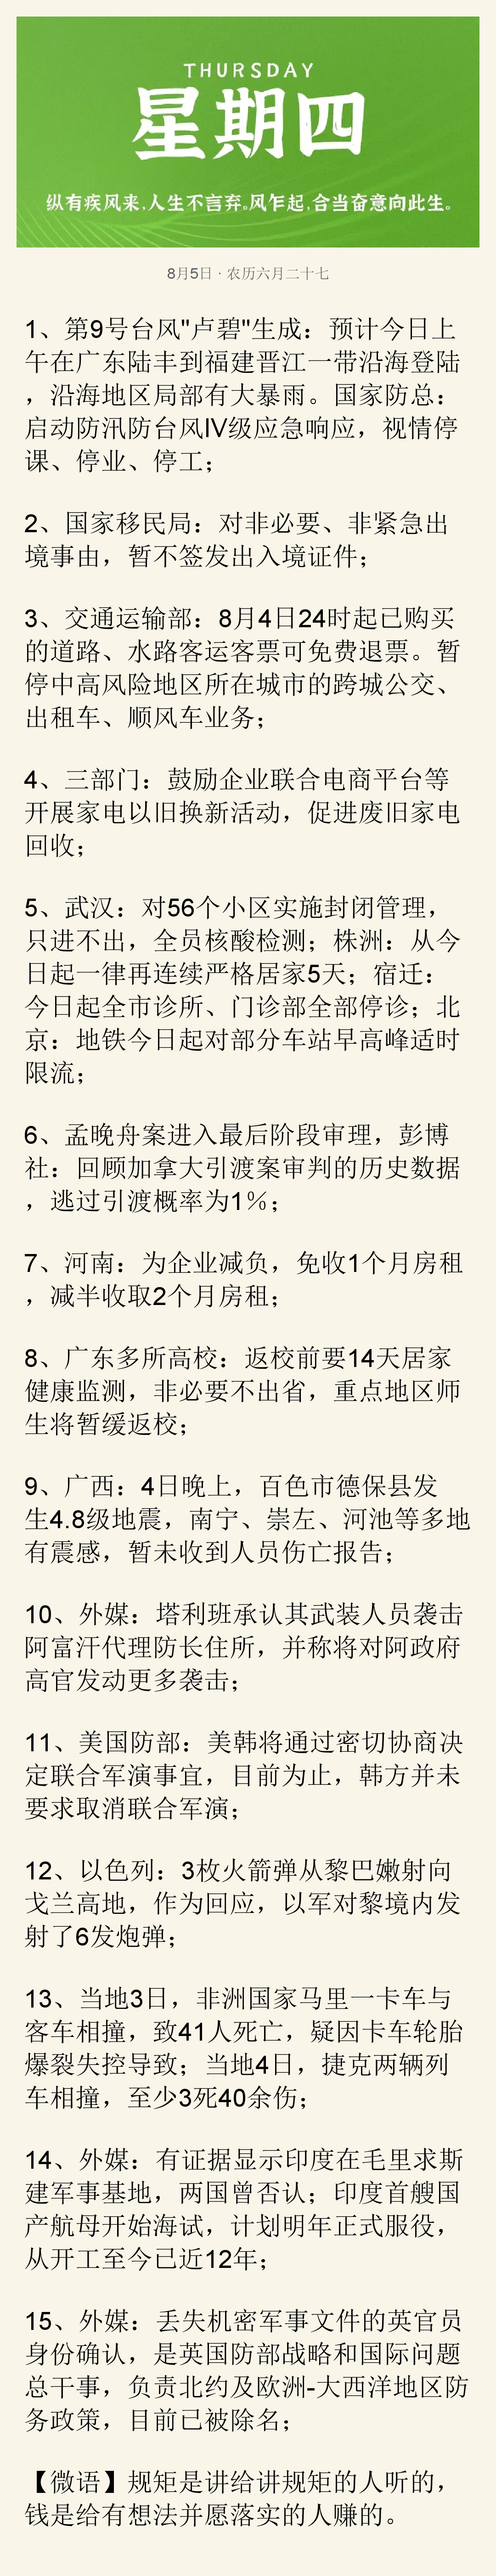 THURSDAY
星期四
纵有疾风来,人生不言弃。风乍起,合当奋意向此生。
8月5日·农历六月二十七
1、第9号台风"卢碧"生成：预计今日上
午在广东陆丰到福建晋江一带沿海登陆
，沿海地区局部有大暴雨。国家防总：
启动防汛防台风IV级应急响应，视情停
课、停业、停工；
2、国家移民局：对非必要、非紧急出
境事由，暂不签发出入境证件；
3、交通运输部：8月4日24时起已购买
的道路、水路客运客票可免费退票。暂
停中高风险地区所在城市的跨城公交、
出租车、顺风车业务；
4、三部门：鼓励企业联合电商平台等
开展家电以旧换新活动，促进废旧家电
回收；
5、武汉：对56个小区实施封闭管理，
只进不出，全员核酸检测；株洲：从今
日起一律再连续严格居家5天；宿迁：
今日起全市诊所、门诊部全部停诊；北
京：地铁今日起对部分车站早高峰适时
限流；
6、孟晚舟案进入最后阶段审理，彭博
社：回顾加拿大引渡案审判的历史数据
，逃过引渡概率为1%；
7、河南：为企业减负，免收1个月房租
，减半收取2个月房租；
8、广东多所高校：返校前要14天居家
健康监测，非必要不出省，重点地区师
生将暂缓返校；
9、广西：4日晚上，百色市德保县发
生4.8级地震，南宁、崇左、河池等多地
有震感，暂未收到人员伤亡报告；
10、外媒：塔利班承认其武装人员袭击
阿富汗代理防长住所，并称将对阿政府
高官发动更多袭击；
11、美国防部：美韩将通过密切协商决
定联合军演事宜，目前为止，韩方并未
要求取消联合军演；
12、以色列：3枚火箭弹从黎巴嫩射向
戈兰高地，作为回应，以军对黎境内发
射了6发炮弹；
13、当地3日，非洲国家马里一卡车与
客车相撞，致41人死亡，疑因卡车轮胎
爆裂失控导致；当地4日，捷克两辆列
车相撞，至少3死40余伤；
14、外媒：有证据显示印度在毛里求斯
建军事基地，两国曾否认；印度首艘国
产航母开始海试，计划明年正式服役，
从开工至今已近12年；
15、外媒：丢失机密军事文件的英官员
身份确认，是英国防部战略和国际问题
总干事，负责北约及欧洲-大西洋地区防
务政策，目前已被除名；
【微语】规矩是讲给讲规矩的人听的，
钱是给有想法并愿落实的人赚的。